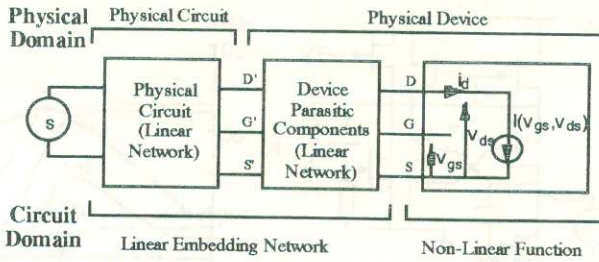 Physical Domain
Physical Circuit
Physical Device
S
Physical
Circuit
(Linear
Network)
D'
G'
S'
Device
Parasitic
Components
(Linear
Network)
D
G
S
id
Vds
Vgs
I(Vgs,Vds)
Circuit Domain
Linear Embedding Network
Non-Linear Function